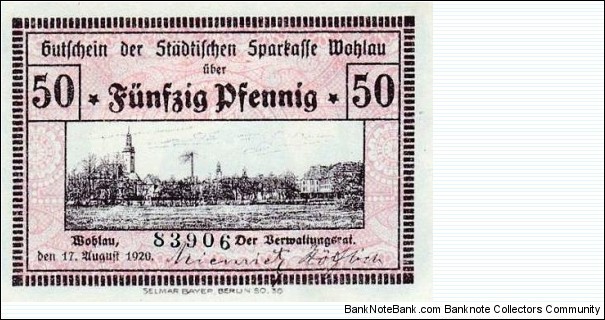 Gutschein der Städtischen Sparkasse Wohlau
über
50 * Fünfzig Pfennig * 50
Wohlau, 83906 Der Verwaltungsrat.
den 17. August 1920.
SELMAR BAYER, BERLIN SO. 36
BankNoteBank.com - Banknote Collectors Community